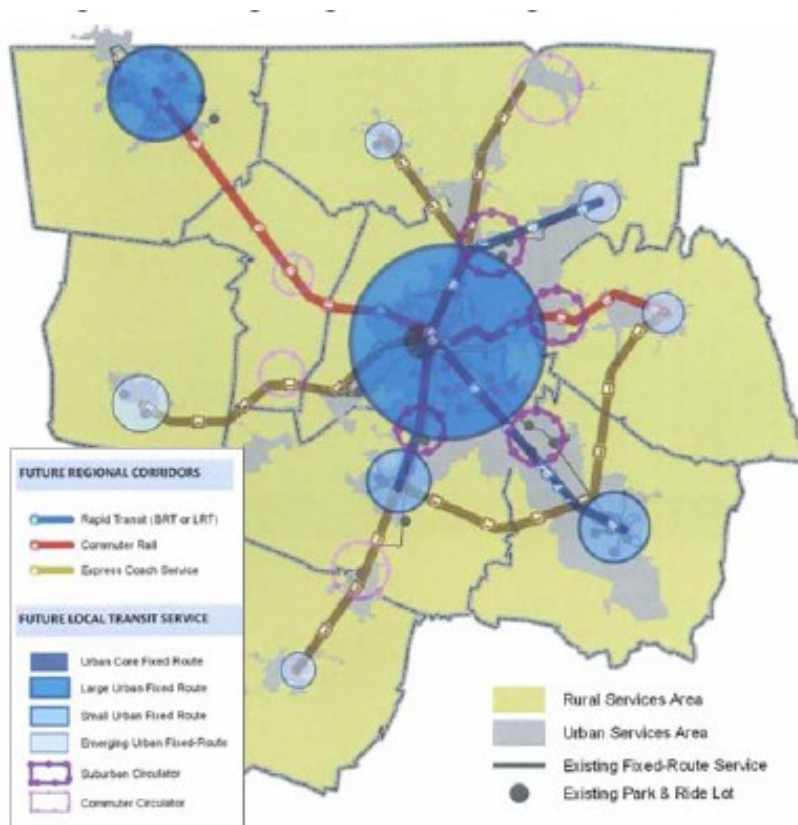 FUTURE REGIONAL CORRIDORS
Rapid Transit (BRT or LRT)
Commuter Rail
Express Coach Service
FUTURE LOCAL TRANSIT SERVICE
Urban Core Fixed Route
Large Urban Fixed Route
Small Urban Fixed Route
Emerging Urban Fixed-Route
Suburban Circulator
Commuter Circulator
Rural Services Area
Urban Services Area
Existing Fixed-Route Service
Existing Park & Ride Lot